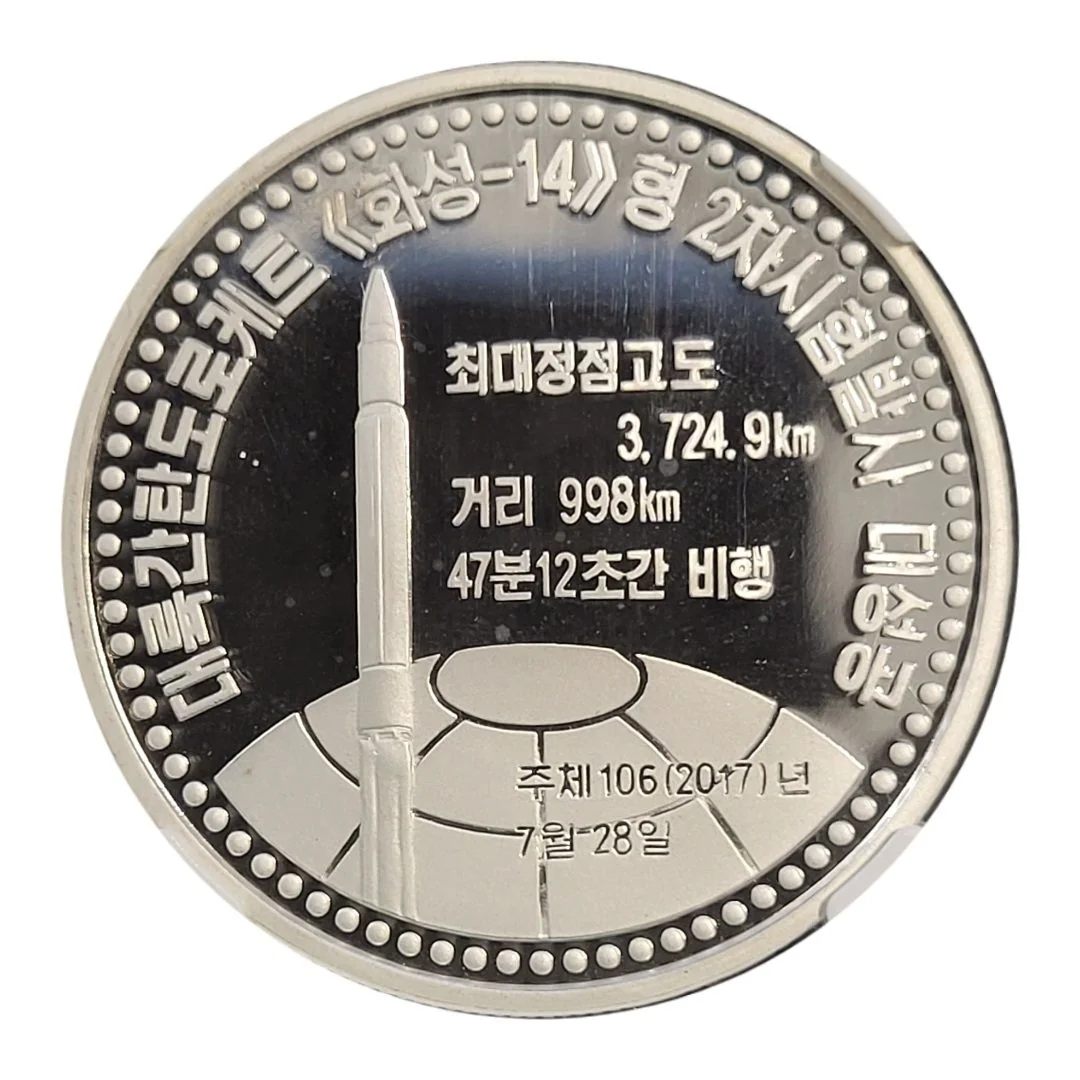 대륙간탄도로케트 《화성-14》형 2차시험발사 대성공
최대정점고도
3,724.9km
거리 998km
47분12초간 비행
주체106(2017)년
7월 28일